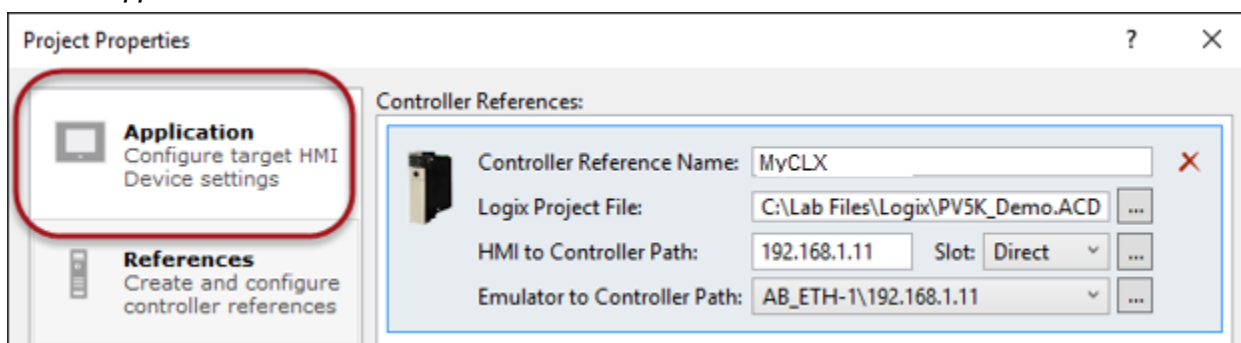 Project Properties ?
Application
Configure target HMI
Device settings
References
Create and configure
controller references
Controller References:
Controller Reference Name: MyCLX
Logix Project File: C:\Lab Files\Logix\PV5K_Demo.ACD ...
HMI to Controller Path: 192.168.1.11 Slot: Direct ...
Emulator to Controller Path: AB_ETH-1\192.168.1.11 ...